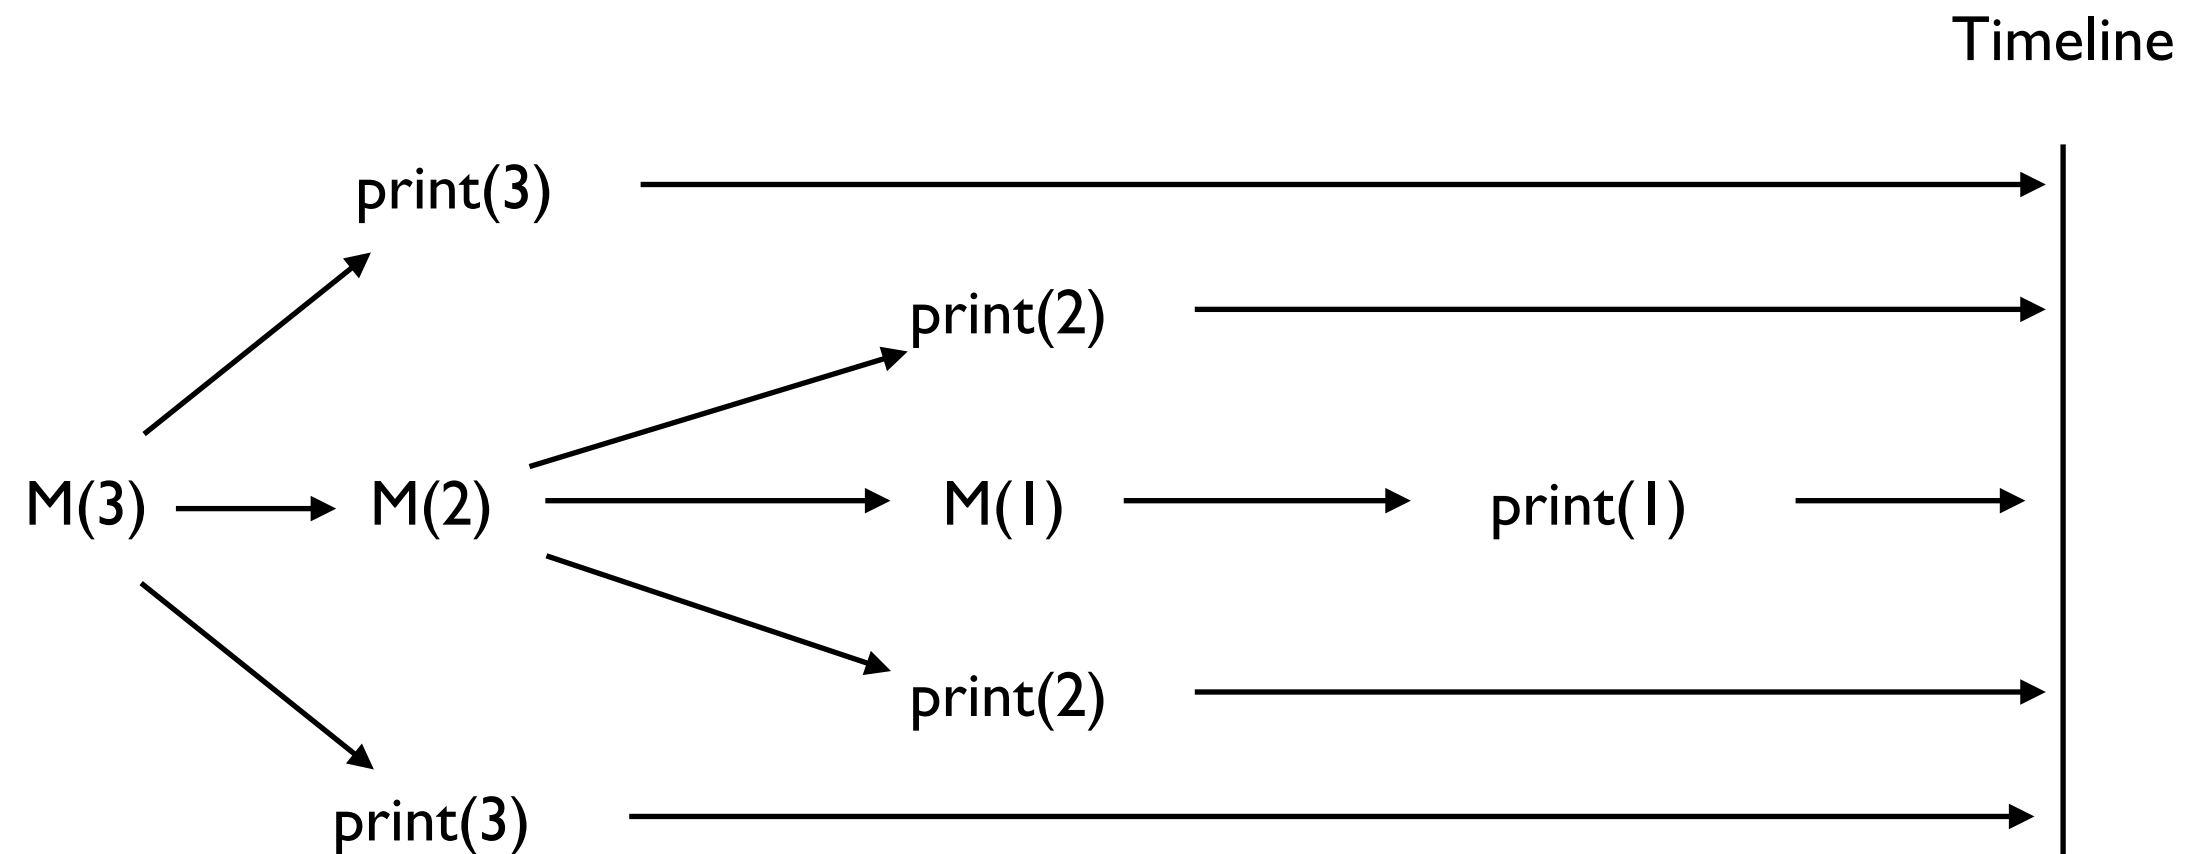 Timeline
print(3)
print(2)
M(3) M(2) M(1) print(1)
print(2)
print(3)